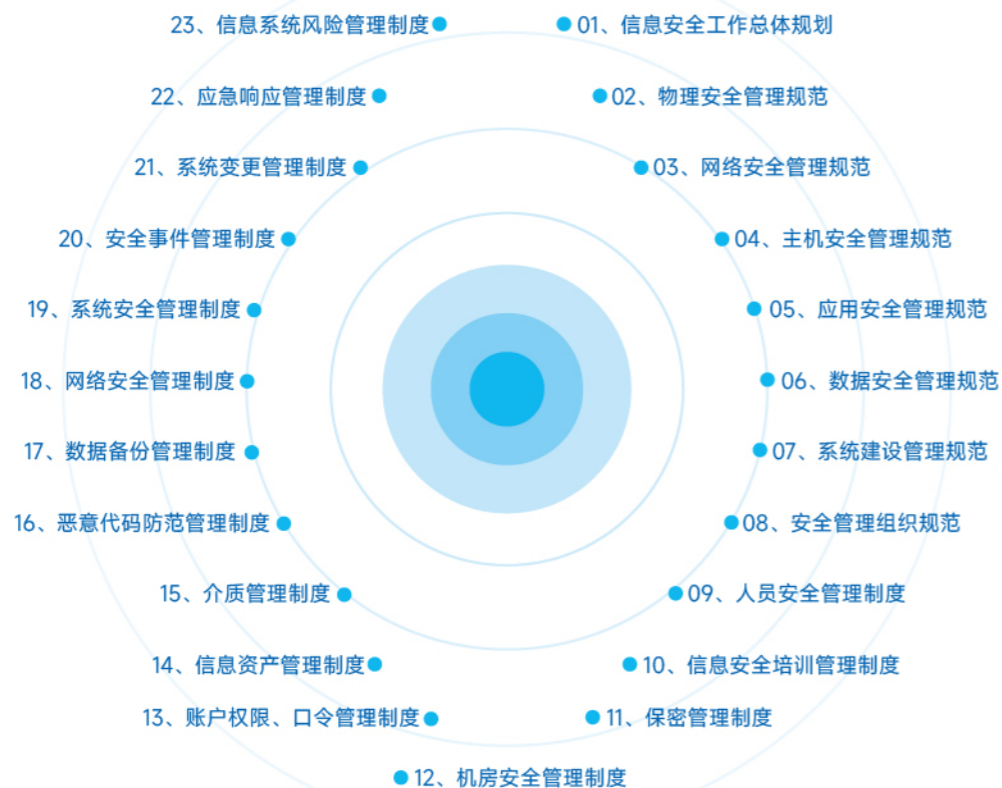 01、信息安全工作总体规划
02、物理安全管理规范
03、网络安全管理规范
04、主机安全管理规范
05、应用安全管理规范
06、数据安全管理规范
07、系统建设管理规范
08、安全管理组织规范
09、人员安全管理制度
10、信息安全培训管理制度
11、保密管理制度
12、机房安全管理制度
13、账户权限、口令管理制度
14、信息资产管理制度
15、介质管理制度
16、恶意代码防范管理制度
17、数据备份管理制度
18、网络安全管理制度
19、系统安全管理制度
20、安全事件管理制度
21、系统变更管理制度
22、应急响应管理制度
23、信息系统风险管理制度